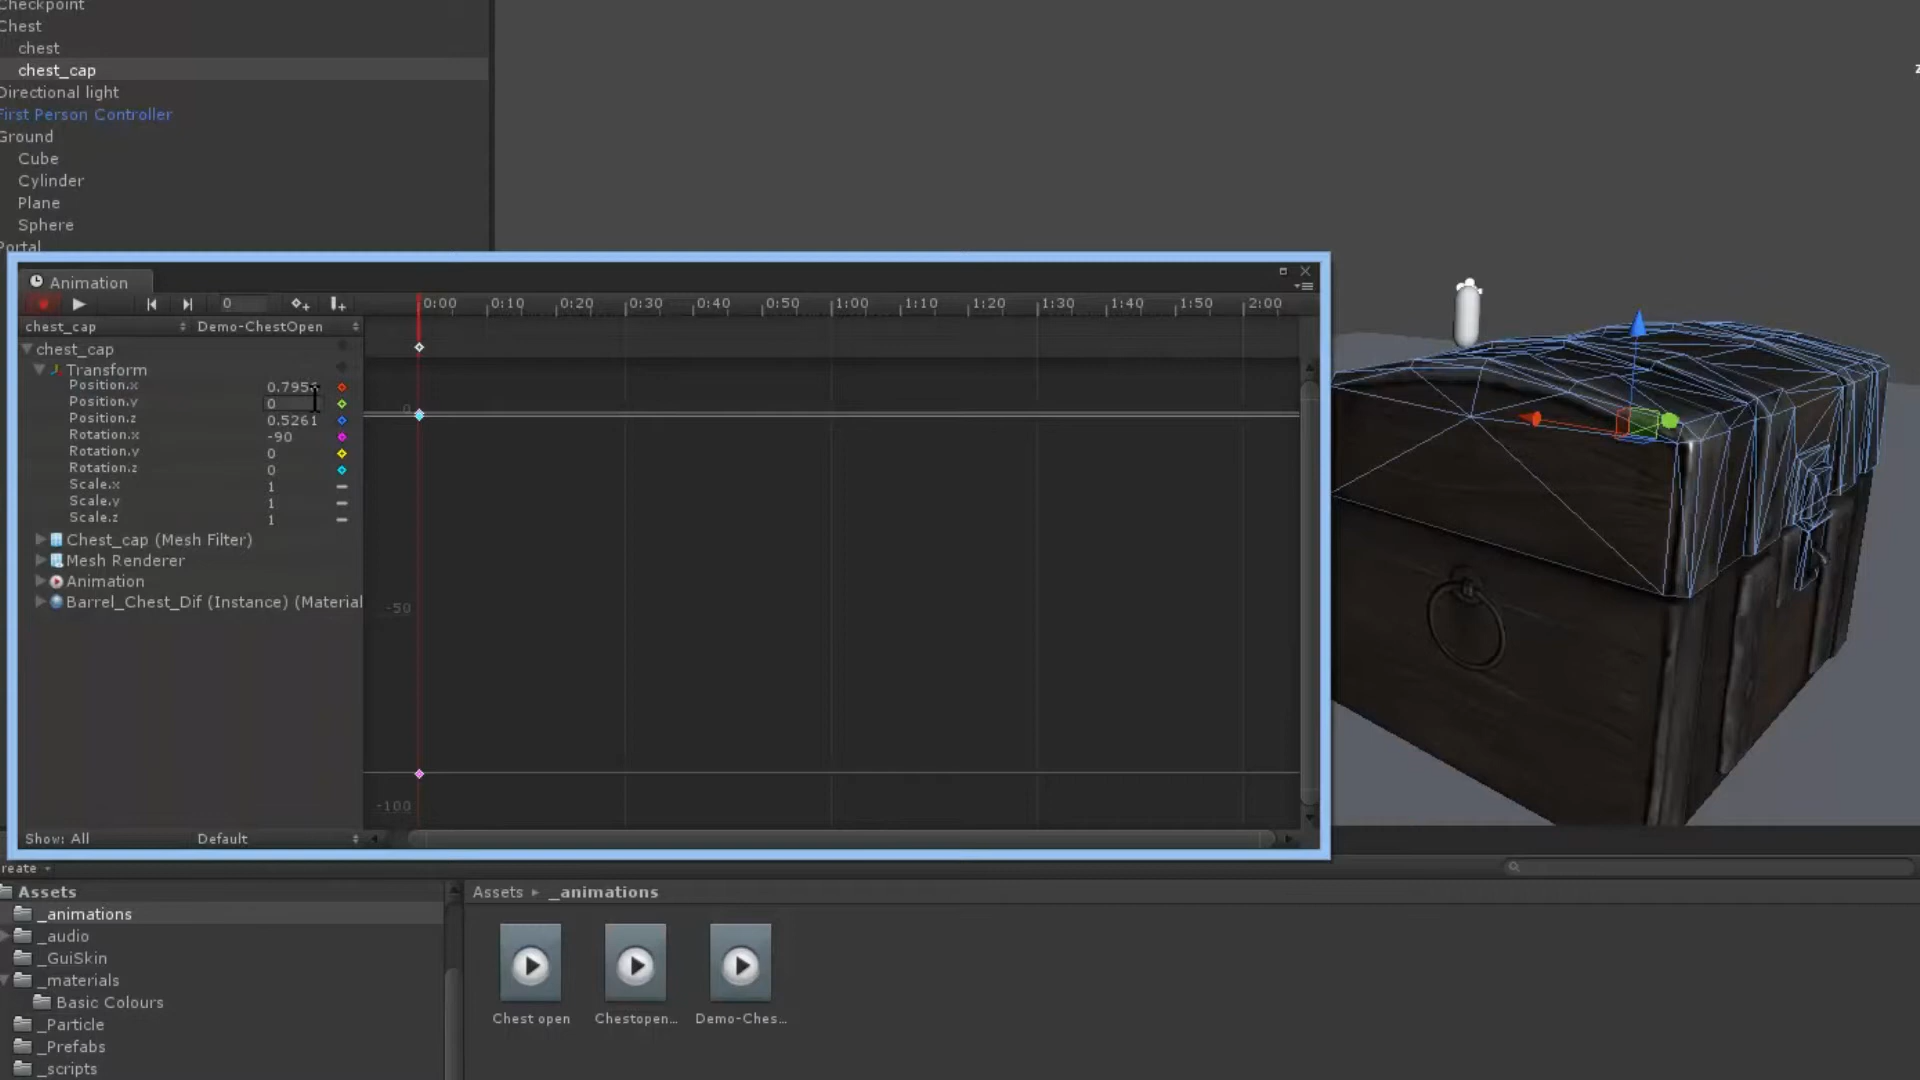 Checkpoint
Chest
chest
chest_cap
Directional light
First Person Controller
Ground
Cube
Cylinder
Plane
Sphere
Portal
z
Animation
0
0:00 0:10 0:20 0:30 0:40 0:50 1:00 1:10 1:20 1:30 1:40 1:50 2:00
chest_cap Demo-ChestOpen
chest_cap
Transform
Position.x 0.795
Position.y 0
Position.z 0.5261
Rotation.x -90
Rotation.y 0
Rotation.z 0
Scale.x 1
Scale.y 1
Scale.z 1
Chest_cap (Mesh Filter)
Mesh Renderer
Animation
Barrel_Chest_Dif (Instance) (Material
0
-50
-100
Show: All Default
reate
Assets
_animations
_audio
_GuiSkin
_materials
Basic Colours
_Particle
_Prefabs
_scripts
Assets ▸ _animations
Chest open Chestopen... Demo-Ches...